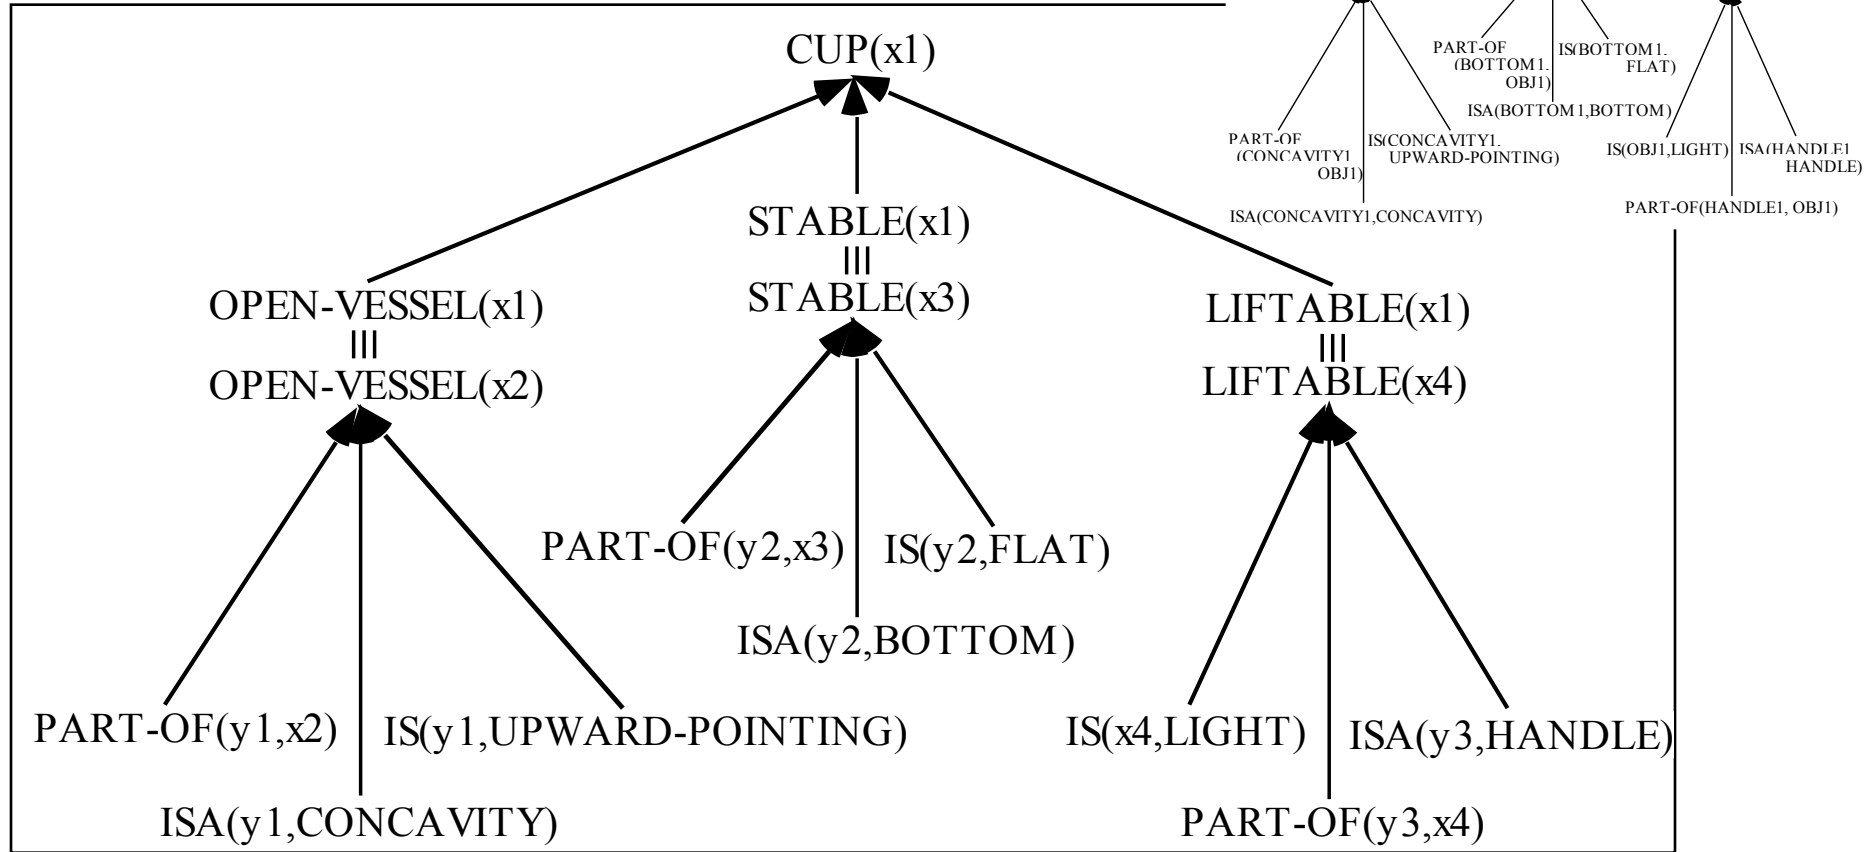 CUP(x1)
STABLE(x1)
STABLE(x3)
OPEN-VESSEL(x1)
OPEN-VESSEL(x2)
LIFTABLE(x1)
LIFTABLE(x4)
PART-OF(y2,x3)
IS(y2,FLAT)
ISA(y2,BOTTOM)
PART-OF(y1,x2)
IS(y1,UPWARD-POINTING)
ISA(y1,CONCAVITY)
IS(x4,LIGHT)
ISA(y3,HANDLE)
PART-OF(y3,x4)
PART-OF
(CONCAVITY1
OBJ1)
IS(CONCAVITY1.
UPWARD-POINTING)
ISA(CONCAVITY1,CONCAVITY)
PART-OF
(BOTTOM1.
OBJ1)
IS(BOTTOM1.
FLAT)
ISA(BOTTOM1,BOTTOM)
IS(OBJ1,LIGHT)
ISA(HANDLE1
HANDLE)
PART-OF(HANDLE1, OBJ1)